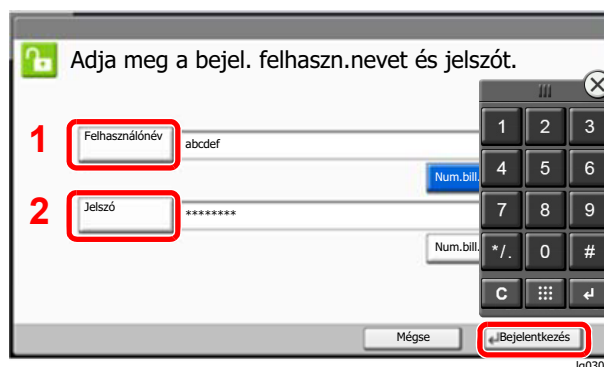 Adja meg a bejel. felhaszn.nevet és jelszót.
1
Felhasználónév
abcdef
Num.bill.
2
Jelszó
********
Num.bill.
1 2 3
4 5 6
7 8 9
*/. 0 #
C
Mégse
Bejelentkezés